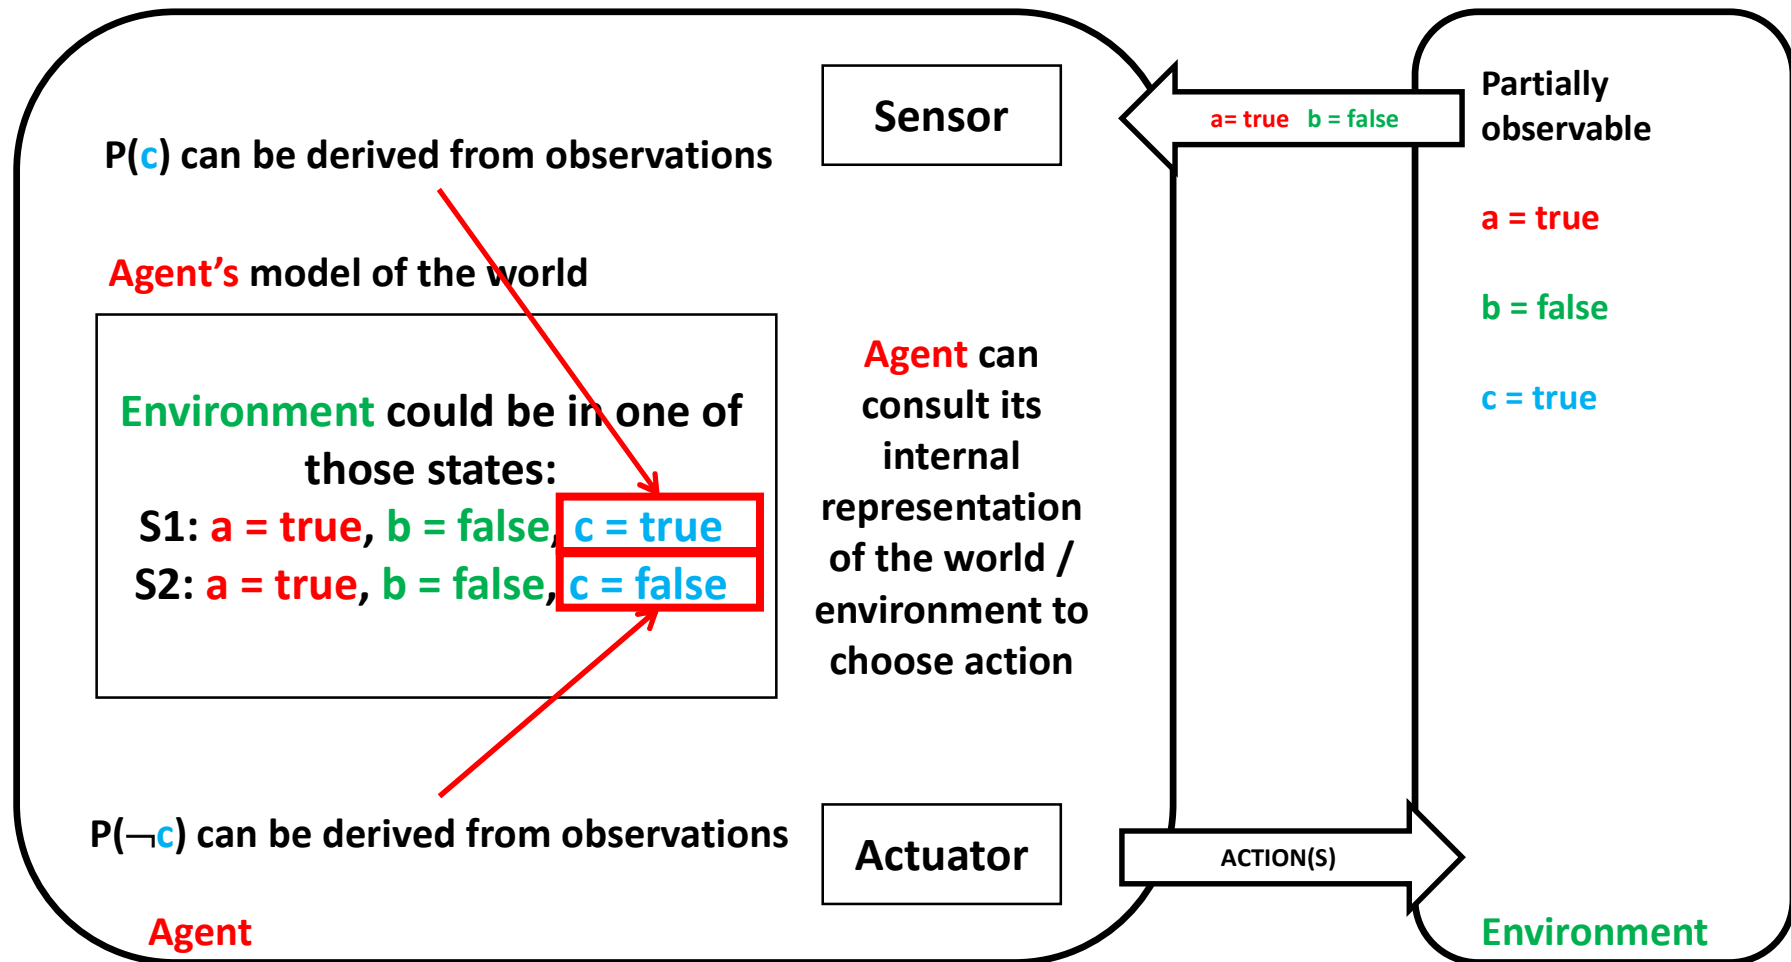 Sensor
P(c) can be derived from observations
Agent's model of the world
Environment could be in one of
those states:
S1: a = true, b = false, c = true
S2: a = true, b = false, c = false
Agent can
consult its
internal
representation
of the world /
environment to
choose action
P(¬c) can be derived from observations
Actuator
Agent
a= true b = false
ACTION(S)
Partially
observable
a = true
b = false
c = true
Environment